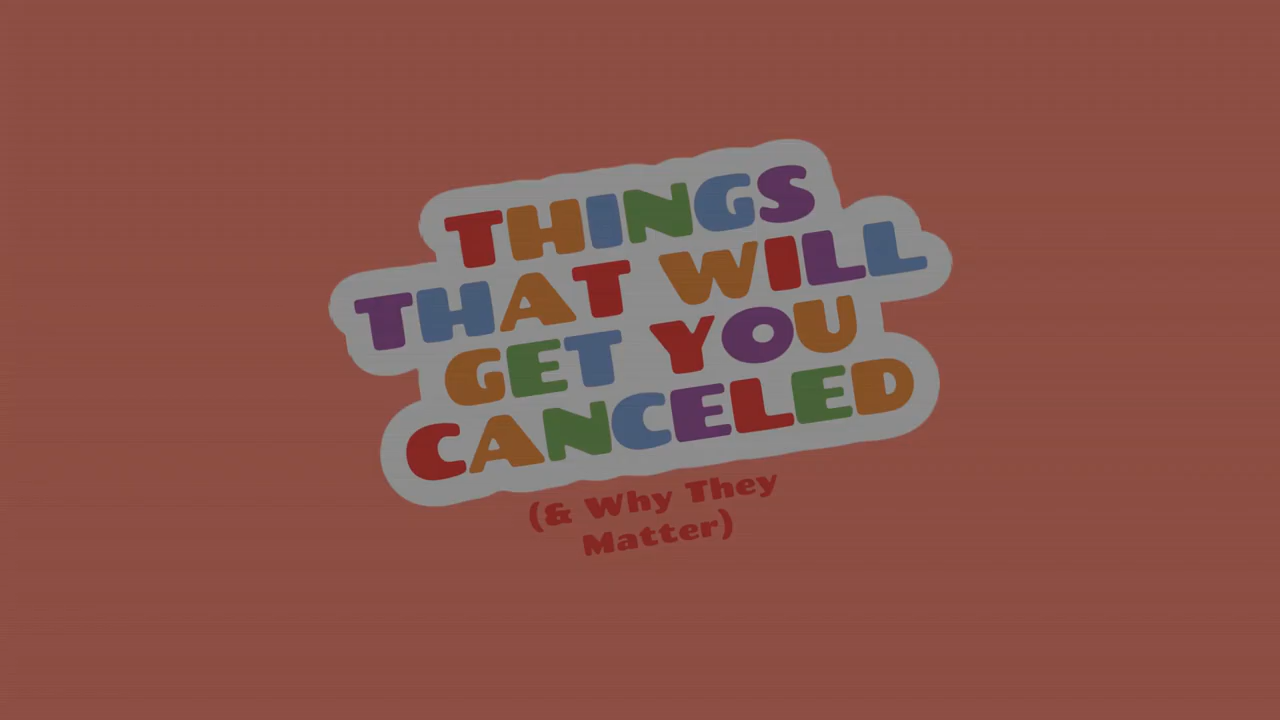 THINGS
THAT WILL
GET YOU
CANCELED
(& Why They
Matter)